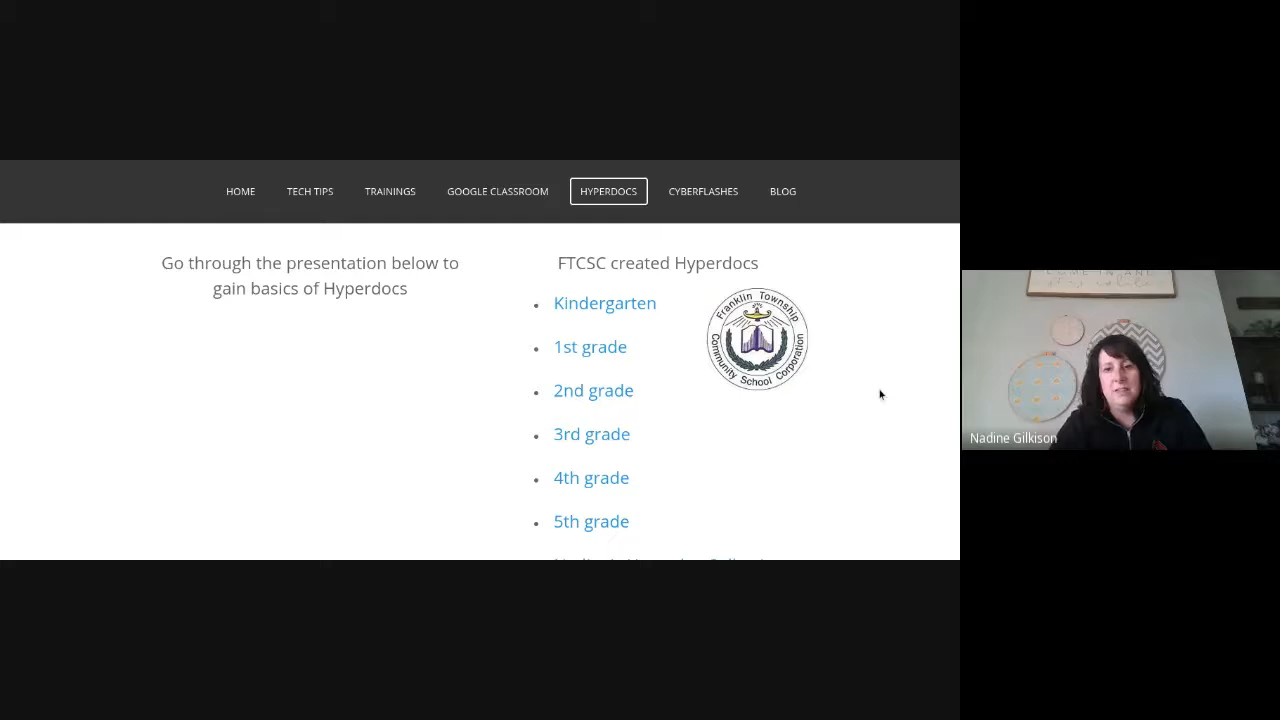 HOME TECH TIPS TRAININGS GOOGLE CLASSROOM HYPERDOCS CYBERFLASHES BLOG
Go through the presentation below to
gain basics of Hyperdocs
FTCSC created Hyperdocs
Kindergarten
1st grade
2nd grade
3rd grade
4th grade
5th grade
Franklin Township
Community School Corporation
Nadine Gilkison